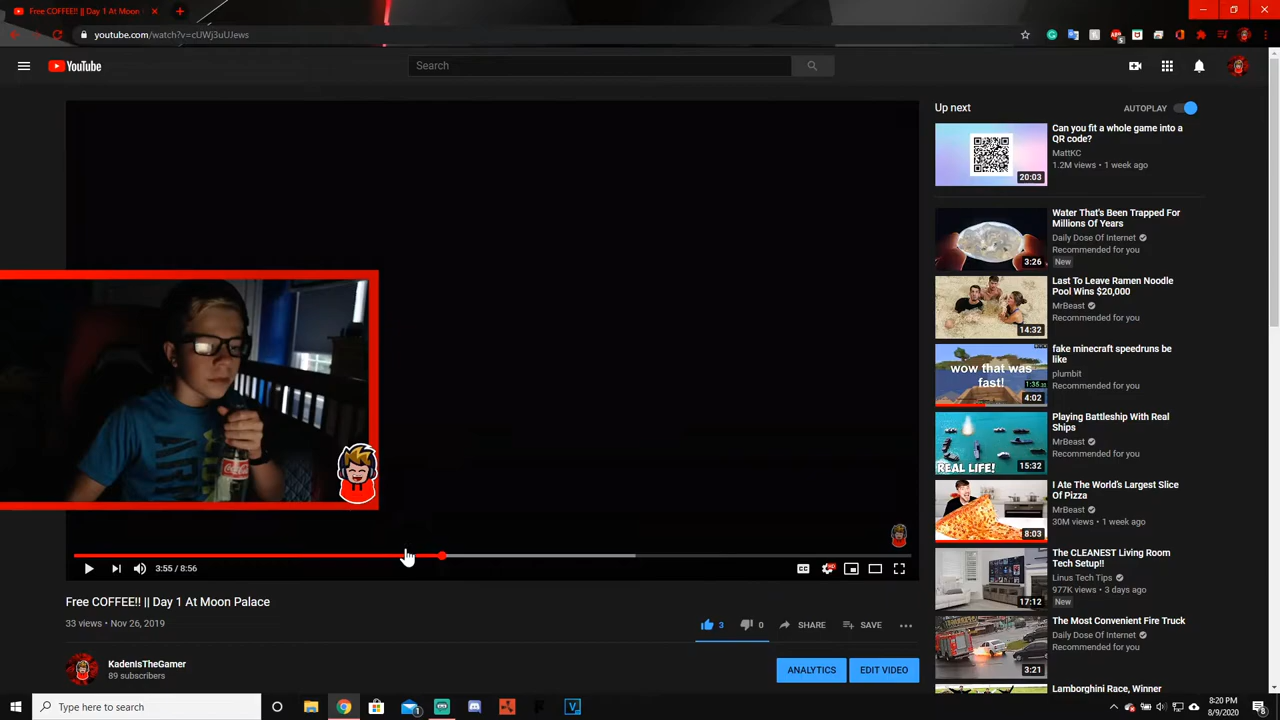 Free COFFEE!! || Day 1 At Moon
youtube.com/watch?v=cUWj3uUJews
YouTube
Search
Up next
AUTOPLAY
Can you fit a whole game into a
QR code?
MattKC
1.2M views • 1 week ago
20:03
Water That's Been Trapped For
Millions Of Years
Daily Dose Of Internet
Recommended for you
New
3:26
Last To Leave Ramen Noodle
Pool Wins $20,000
MrBeast
Recommended for you
14:32
fake minecraft speedruns be
like
plumbit
Recommended for you
wow that was
fast!
4:02
Playing Battleship With Real
Ships
MrBeast
Recommended for you
REAL LIFE!
15:32
I Ate The World's Largest Slice
Of Pizza
MrBeast
30M views • 1 week ago
8:03
The CLEANEST Living Room
Tech Setup!!
Linus Tech Tips
977K views • 3 days ago
New
17:12
The Most Convenient Fire Truck
Daily Dose Of Internet
Recommended for you
3:21
Lamborghini Race, Winner
Coca-Cola
3:55 / 8:56
Free COFFEE!! || Day 1 At Moon Palace
33 views • Nov 26, 2019
3
0
SHARE
SAVE
KadenIsTheGamer
89 subscribers
ANALYTICS
EDIT VIDEO
Type here to search
8:20 PM
8/9/2020